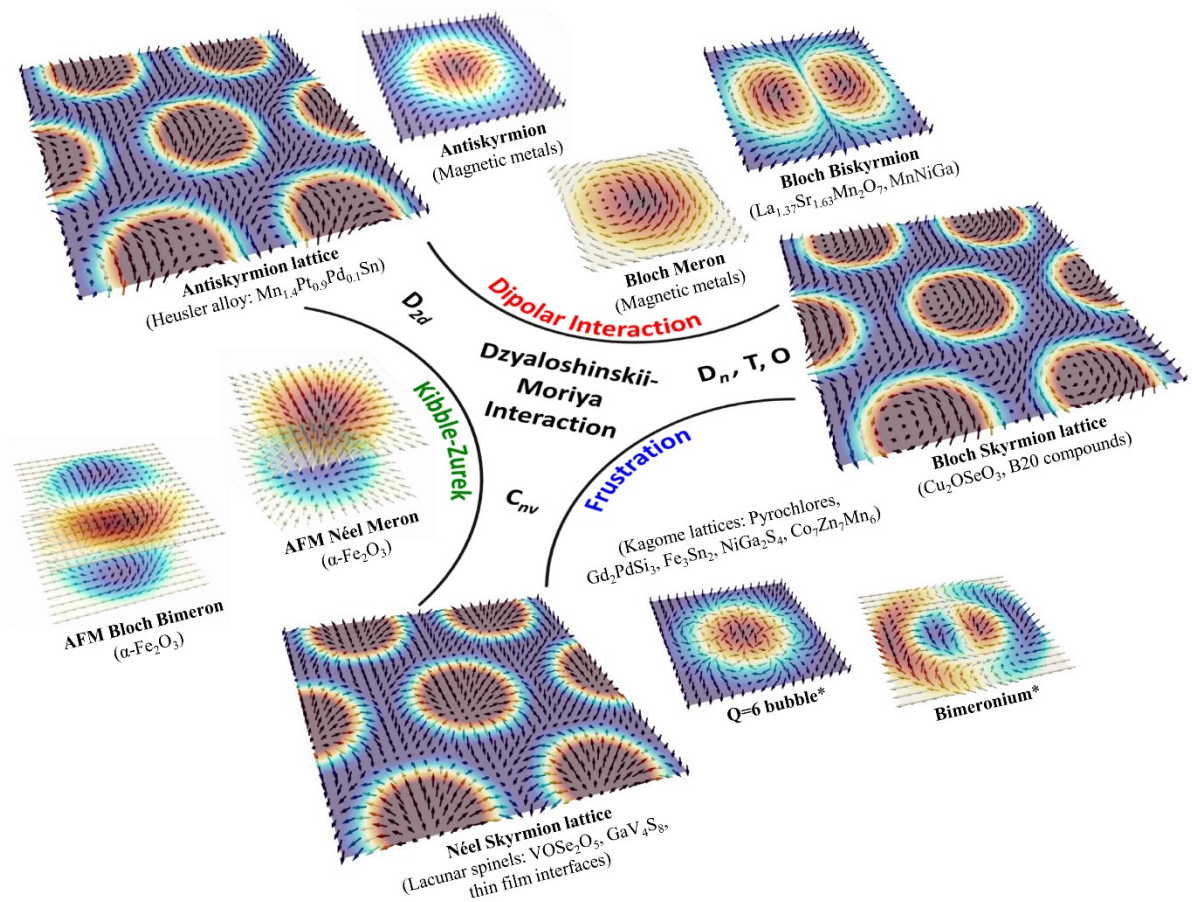 Antiskyrmion
(Magnetic metals)
Bloch Biskyrmion
(La₁.₃₇Sr₁.₆₃Mn₂O₇, MnNiGa)
Bloch Meron
(Magnetic metals)
Antiskyrmion lattice
(Heusler alloy: Mn₁.₄Pt₀.₉Pd₀.₁Sn)
Dipolar Interaction
D₂d
Dzyaloshinskii-
Moriya
Interaction
Dₙ, T, O
Bloch Skyrmion lattice
(Cu₂OSeO₃, B20 compounds)
Kibble-Zurek
Frustration
Cₙᵥ
AFM Néel Meron
(α-Fe₂O₃)
AFM Bloch Bimeron
(α-Fe₂O₃)
(Kagome lattices: Pyrochlores,
Gd₂PdSi₃, Fe₃Sn₂, NiGa₂S₄, Co₇Zn₇Mn₆)
Q=6 bubble*
Bimeronium*
Néel Skyrmion lattice
(Lacunar spinels: VOSe₂O₅, GaV₄S₈,
thin film interfaces)